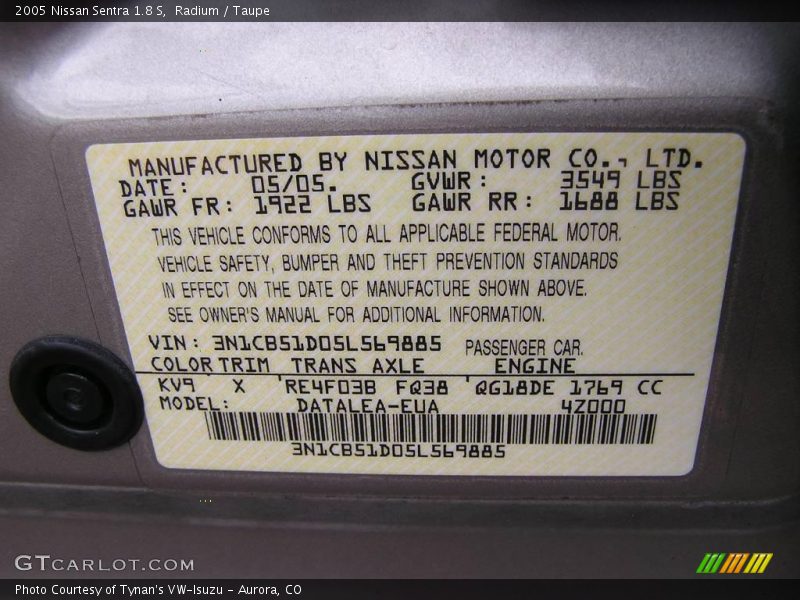 2005 Nissan Sentra 1.8 S, Radium / Taupe
MANUFACTURED BY NISSAN MOTOR CO., LTD.
DATE: 05/05. GVWR: 3549 LBS
GAWR FR: 1922 LBS GAWR RR: 1688 LBS
THIS VEHICLE CONFORMS TO ALL APPLICABLE FEDERAL MOTOR.
VEHICLE SAFETY, BUMPER AND THEFT PREVENTION STANDARDS
IN EFFECT ON THE DATE OF MANUFACTURE SHOWN ABOVE.
SEE OWNER'S MANUAL FOR ADDITIONAL INFORMATION.
VIN: 3N1CB51D05L569885 PASSENGER CAR.
COLOR TRIM TRANS AXLE ENGINE
KV9 X 'RE4F03B FQ38 'QG18DE 1769 CC
MODEL: DATALEA-EUA 4Z000
3N1CB51D05L569885
GTCARLOT.COM
Photo Courtesy of Tynan's VW-Isuzu - Aurora, CO